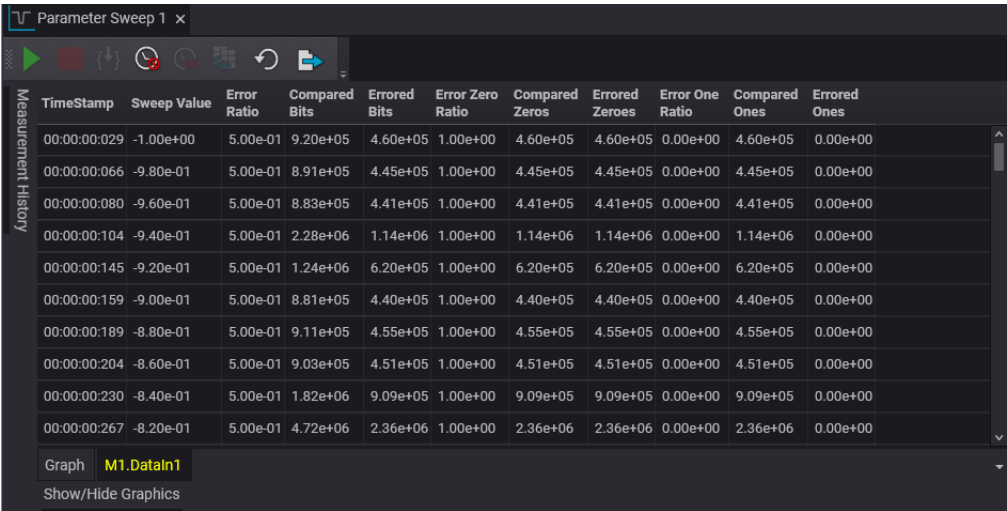 Parameter Sweep 1 ×
Measurement History
TimeStamp Sweep Value Error Ratio Compared Bits Errored Bits Error Zero Ratio Compared Zeros Errored Zeroes Error One Ratio Compared Ones Errored Ones
00:00:00:029 -1.00e+00 5.00e-01 9.20e+05 4.60e+05 1.00e+00 4.60e+05 4.60e+05 0.00e+00 4.60e+05 0.00e+00
00:00:00:066 -9.80e-01 5.00e-01 8.91e+05 4.45e+05 1.00e+00 4.45e+05 4.45e+05 0.00e+00 4.45e+05 0.00e+00
00:00:00:080 -9.60e-01 5.00e-01 8.83e+05 4.41e+05 1.00e+00 4.41e+05 4.41e+05 0.00e+00 4.41e+05 0.00e+00
00:00:00:104 -9.40e-01 5.00e-01 2.28e+06 1.14e+06 1.00e+00 1.14e+06 1.14e+06 0.00e+00 1.14e+06 0.00e+00
00:00:00:145 -9.20e-01 5.00e-01 1.24e+06 6.20e+05 1.00e+00 6.20e+05 6.20e+05 0.00e+00 6.20e+05 0.00e+00
00:00:00:159 -9.00e-01 5.00e-01 8.81e+05 4.40e+05 1.00e+00 4.40e+05 4.40e+05 0.00e+00 4.40e+05 0.00e+00
00:00:00:189 -8.80e-01 5.00e-01 9.11e+05 4.55e+05 1.00e+00 4.55e+05 4.55e+05 0.00e+00 4.55e+05 0.00e+00
00:00:00:204 -8.60e-01 5.00e-01 9.03e+05 4.51e+05 1.00e+00 4.51e+05 4.51e+05 0.00e+00 4.51e+05 0.00e+00
00:00:00:230 -8.40e-01 5.00e-01 1.82e+06 9.09e+05 1.00e+00 9.09e+05 9.09e+05 0.00e+00 9.09e+05 0.00e+00
00:00:00:267 -8.20e-01 5.00e-01 4.72e+06 2.36e+06 1.00e+00 2.36e+06 2.36e+06 0.00e+00 2.36e+06 0.00e+00
Graph M1.DataIn1
Show/Hide Graphics